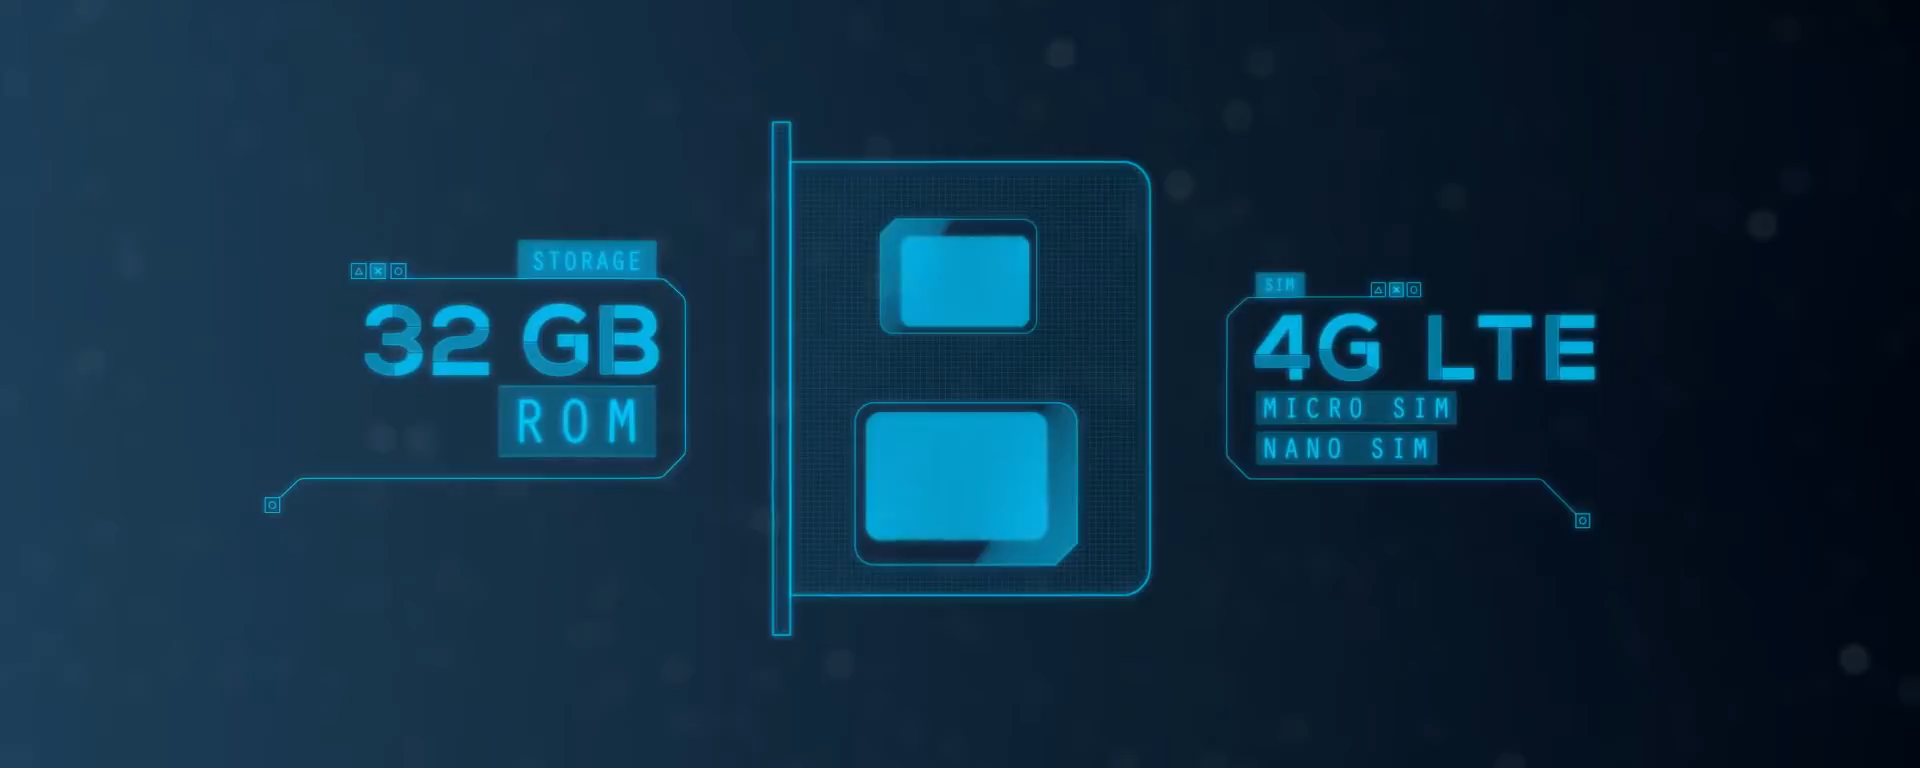 STORAGE
32 GB
ROM
SIM
4G LTE
MICRO SIM
NANO SIM